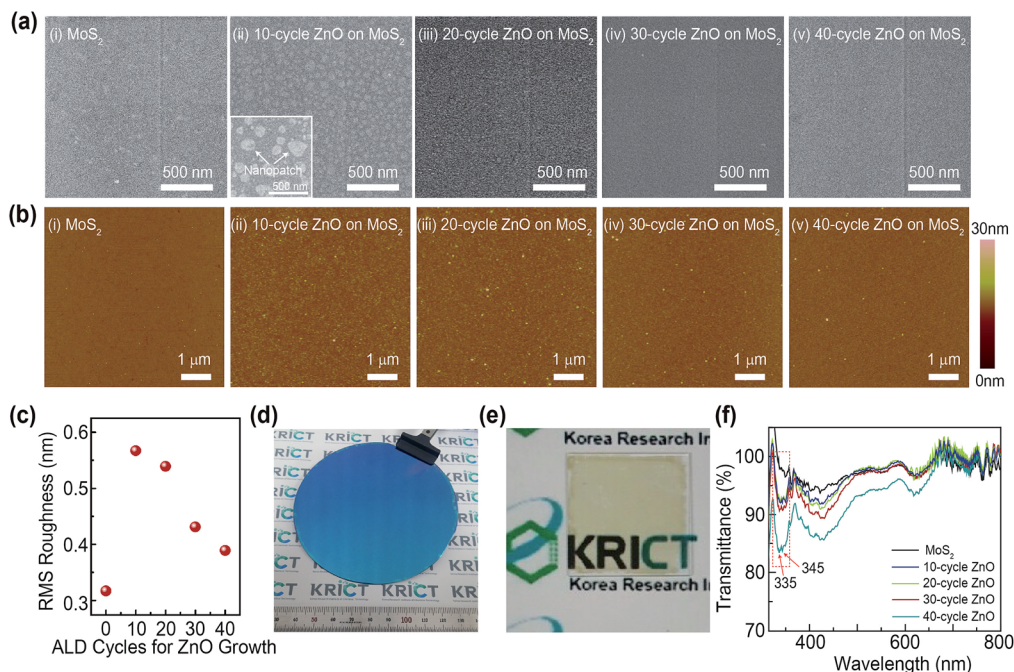 (a)
(i) MoS₂
(ii) 10-cycle ZnO on MoS₂
(iii) 20-cycle ZnO on MoS₂
(iv) 30-cycle ZnO on MoS₂
(v) 40-cycle ZnO on MoS₂
Nanopatch
500 nm
500 nm
500 nm
500 nm
500 nm
500 nm
(b)
(i) MoS₂
(ii) 10-cycle ZnO on MoS₂
(iii) 20-cycle ZnO on MoS₂
(iv) 30-cycle ZnO on MoS₂
(v) 40-cycle ZnO on MoS₂
30nm
1 μm
1 μm
1 μm
1 μm
1 μm
0nm
(c)
RMS Roughness (nm)
0.6
0.5
0.4
0.3
0 10 20 30 40
ALD Cycles for ZnO Growth
(d)
KRICT KRICT KRICT
KRICT
100
(e)
Korea Research In
KRICT
Korea Research I
(f)
Transmittance (%)
100
90
80
70
335
345
MoS₂
10-cycle ZnO
20-cycle ZnO
30-cycle ZnO
40-cycle ZnO
400 500 600 700 800
Wavelength (nm)